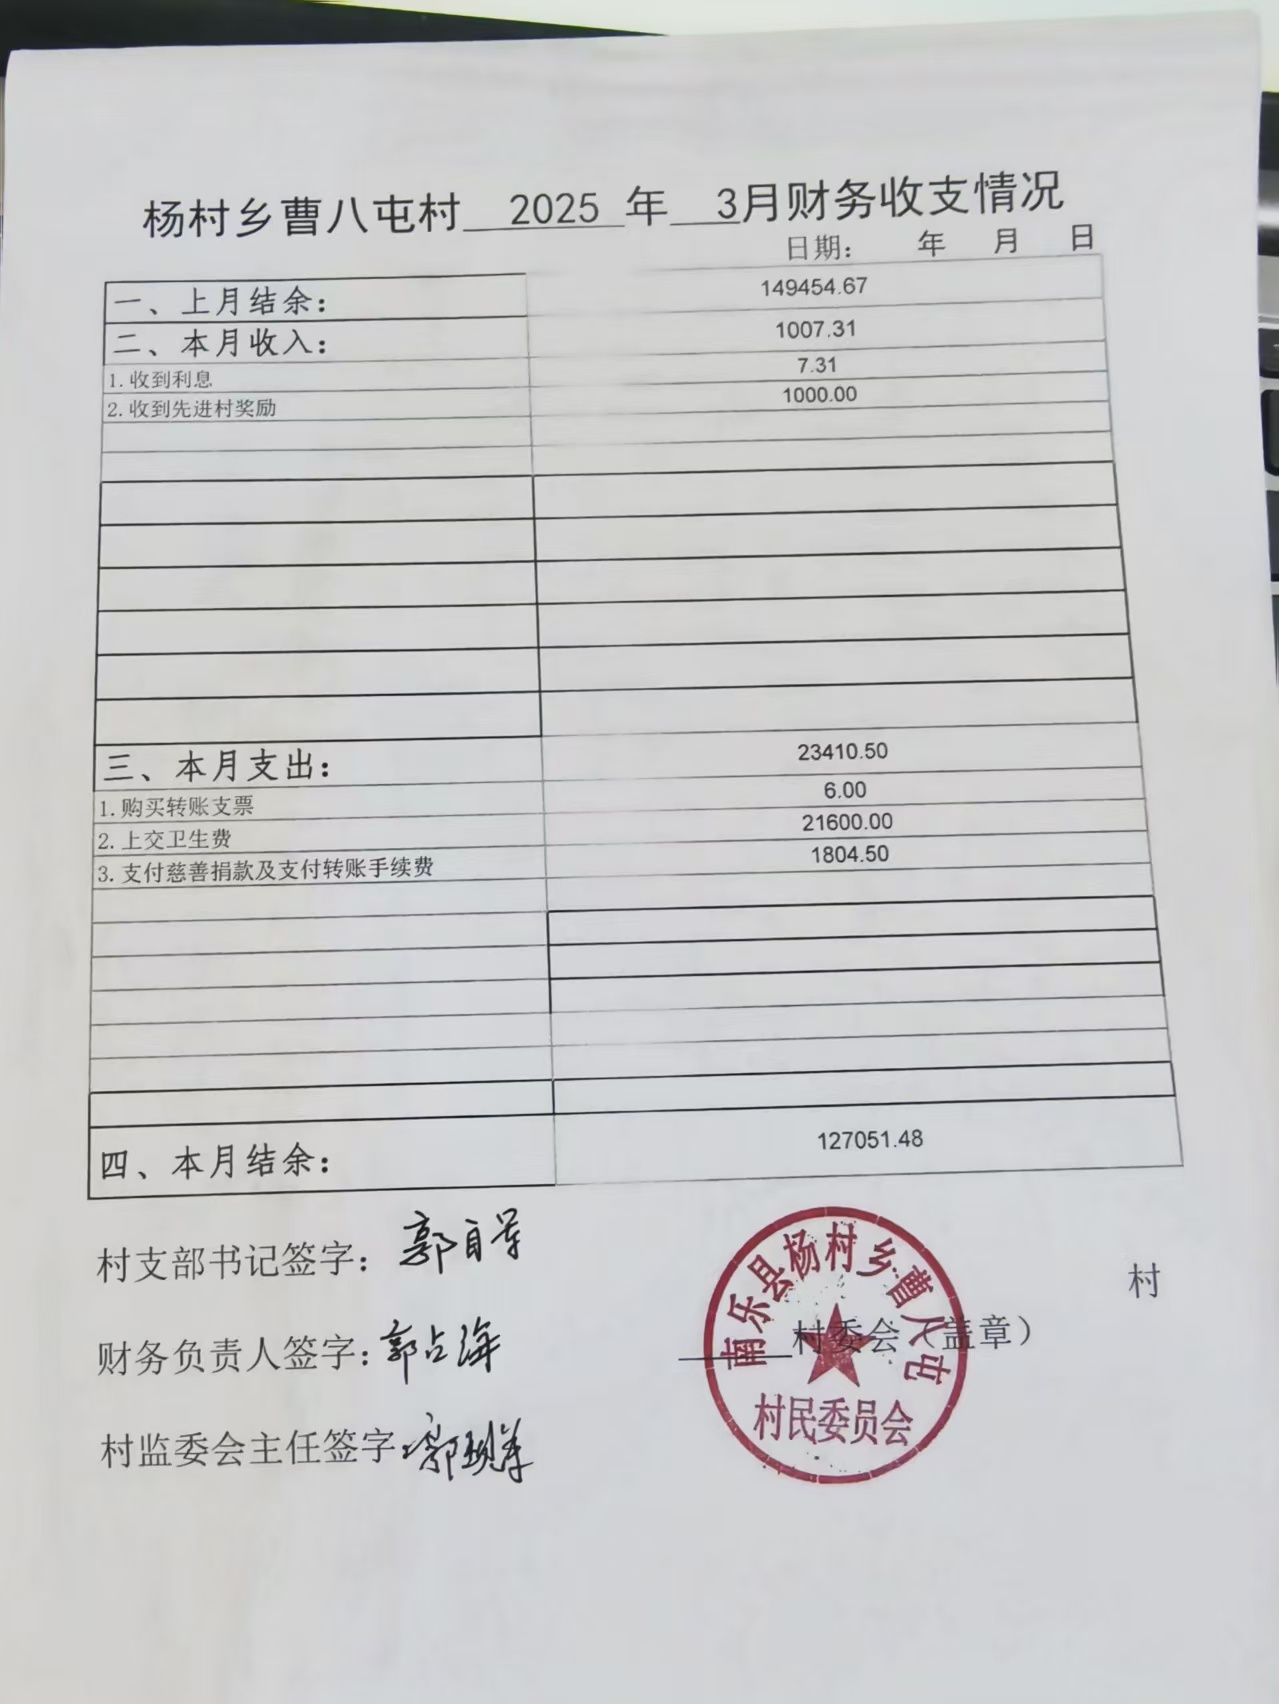 杨村乡曹八屯村 2025 年 3月财务收支情况
日期： 年 月 日
一、上月结余： 149454.67
二、本月收入： 1007.31
1.收到利息 7.31
2.收到先进村奖励 1000.00
三、本月支出： 23410.50
1.购买转账支票 6.00
2.上交卫生费 21600.00
3.支付慈善捐款及支付转账手续费 1804.50
四、本月结余： 127051.48
村支部书记签字：郭自军
村
财务负责人签字：郭占海
村委会（盖章）
村监委会主任签字：郭
南乐县杨村乡曹八屯
村民委员会